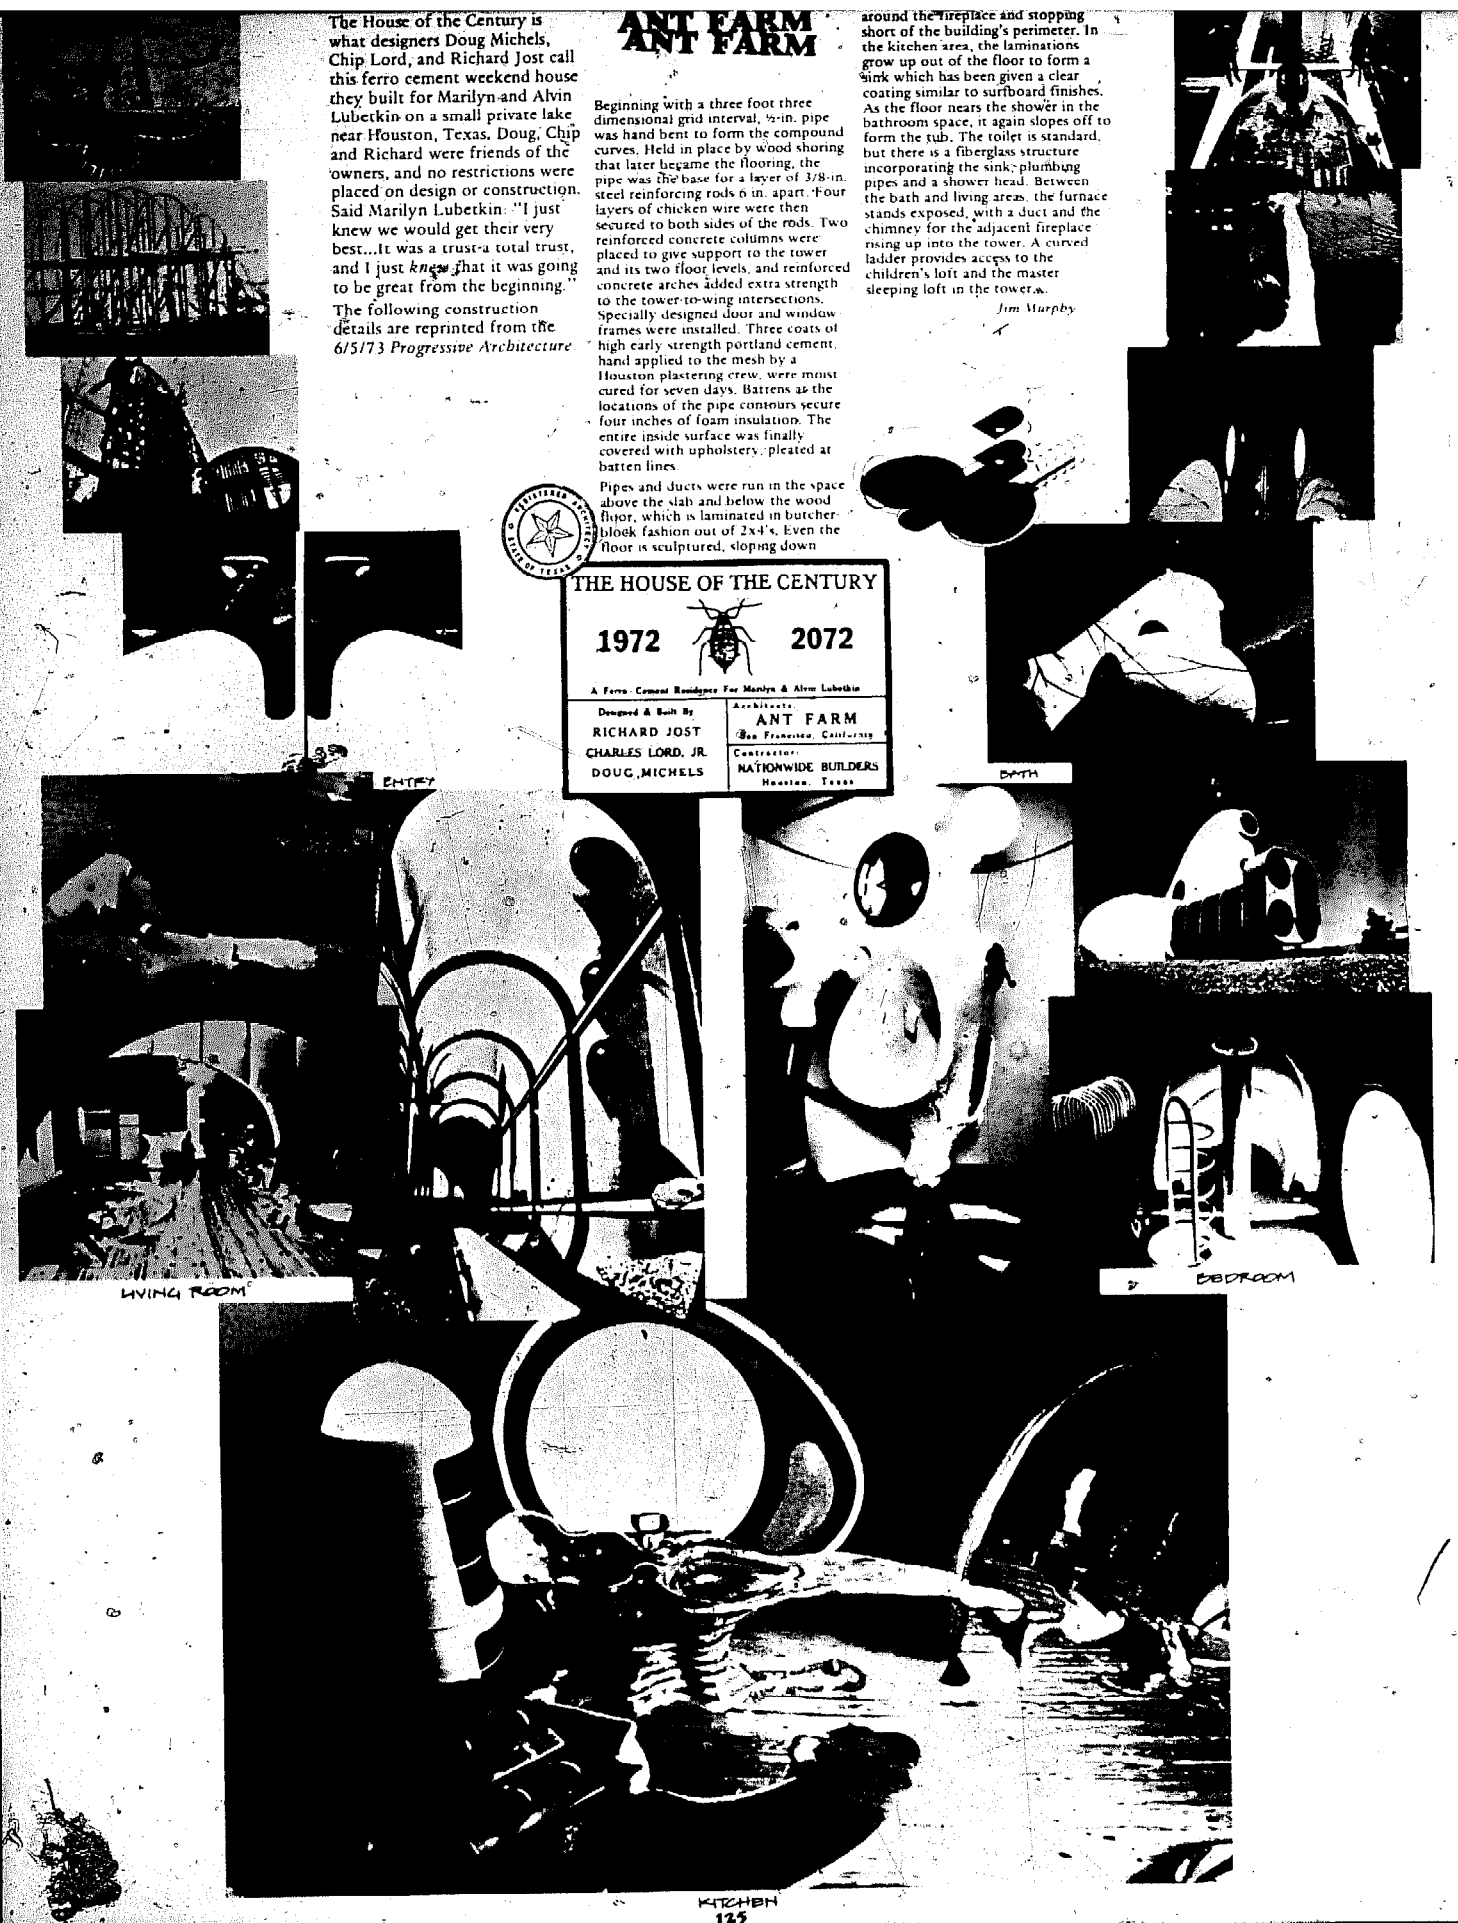 The House of the Century is
what designers Doug Michels,
Chip Lord, and Richard Jost call
this ferro cement weekend house
they built for Marilyn and Alvin
Lubetkin on a small private lake
near Houston, Texas. Doug, Chip
and Richard were friends of the
owners, and no restrictions were
placed on design or construction.
Said Marilyn Lubetkin: "I just
knew we would get their very
best...It was a trust-a total trust,
and I just knew that it was going
to be great from the beginning."
The following construction
details are reprinted from the
6/5/73 Progressive Architecture.
ANT FARM
ANT FARM
Beginning with a three foot three
dimensional grid interval, ½-in. pipe
was hand bent to form the compound
curves. Held in place by wood shoring
that later became the flooring, the
pipe was the base for a layer of 3/8-in.
steel reinforcing rods 6 in. apart. Four
layers of chicken wire were then
secured to both sides of the rods. Two
reinforced concrete columns were
placed to give support to the tower
and its two floor levels, and reinforced
concrete arches added extra strength
to the tower-to-wing intersections.
Specially designed door and window
frames were installed. Three coats of
high early strength portland cement,
hand applied to the mesh by a
Houston plastering crew, were moist
cured for seven days. Battens at the
locations of the pipe contours secure
four inches of foam insulation. The
entire inside surface was finally
covered with upholstery, pleated at
batten lines.
Pipes and ducts were run in the space
above the slab and below the wood
floor, which is laminated in butcher-
block fashion out of 2x4's. Even the
floor is sculptured, sloping down
around the fireplace and stopping
short of the building's perimeter. In
the kitchen area, the laminations
grow up out of the floor to form a
sink which has been given a clear
coating similar to surfboard finishes.
As the floor nears the shower in the
bathroom space, it again slopes off to
form the tub. The toilet is standard,
but there is a fiberglass structure
incorporating the sink, plumbing
pipes and a shower head. Between
the bath and living areas, the furnace
stands exposed, with a duct and the
chimney for the adjacent fireplace
rising up into the tower. A curved
ladder provides access to the
children's loft and the master
sleeping loft in the tower.
Jim Murphy
REGISTERED ARCHITECT
STATE OF TEXAS
THE HOUSE OF THE CENTURY
1972 2072
A Ferro-Cement Residence For Marilyn & Alvin Lubetkin
Designed & Built By
RICHARD JOST
CHARLES LORD, JR.
DOUG MICHELS
Architects:
ANT FARM
San Francisco, California
Contractor:
NATIONWIDE BUILDERS
Houston, Texas
ENTRY
BATH
LIVING ROOM
BEDROOM
KITCHEN
125